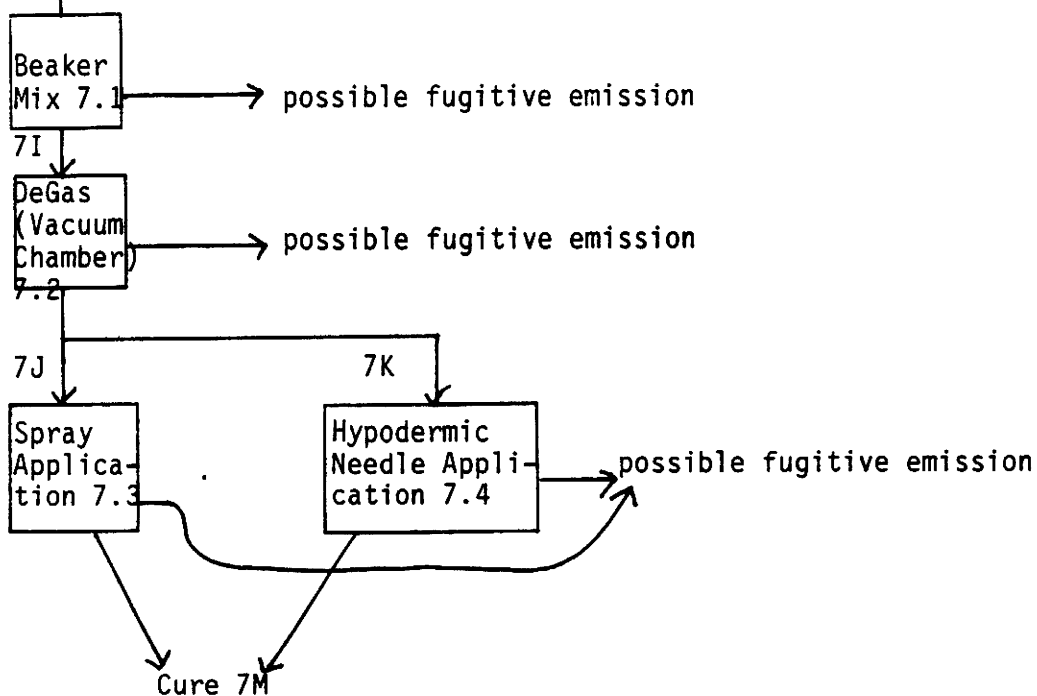 Beaker
Mix 7.1
possible fugitive emission
7I
DeGas
(Vacuum
Chamber)
7.2
possible fugitive emission
7J
7K
Spray
Applica-
tion 7.3
Hypodermic
Needle Appli-
cation 7.4
possible fugitive emission
Cure 7M